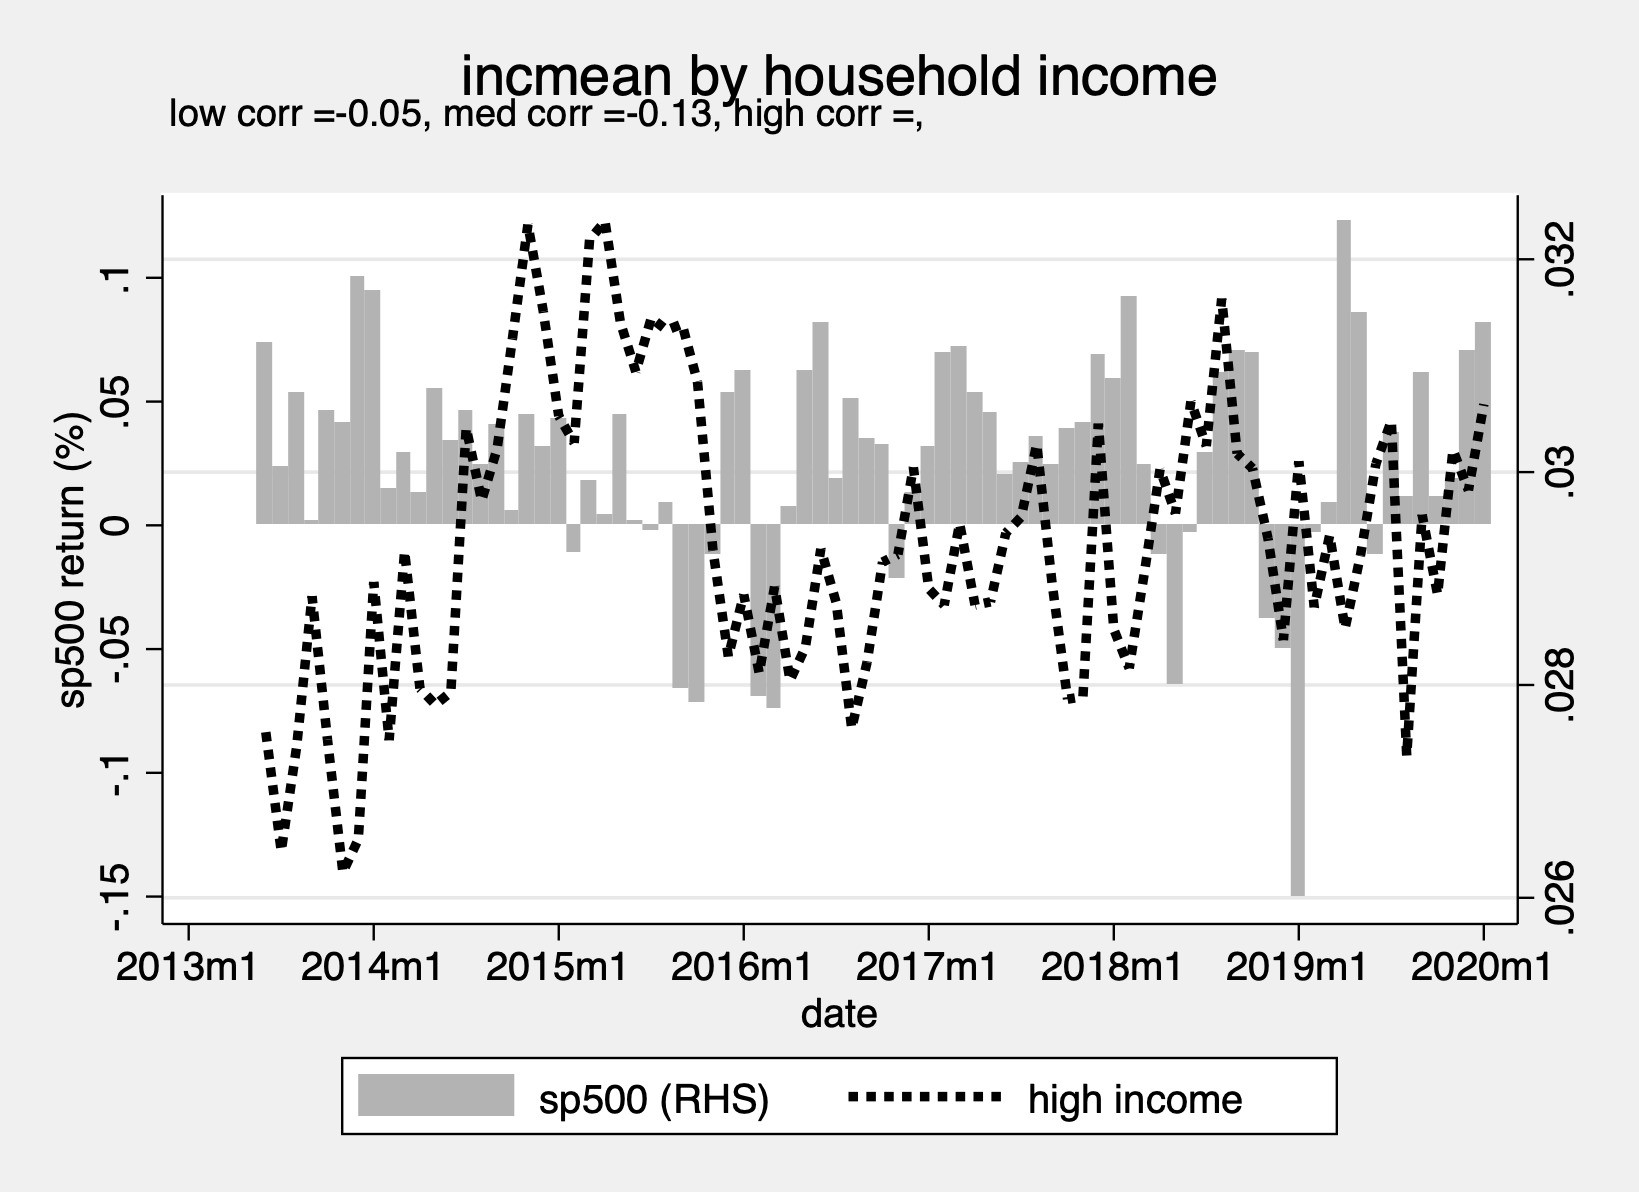 incmean by household income
low corr =-0.05, med corr =-0.13, high corr =,
sp500 return (%)
.1
.05
0
-.05
-.1
-.15
.032
.03
.028
.026
2013m1 2014m1 2015m1 2016m1 2017m1 2018m1 2019m1 2020m1
date
sp500 (RHS) high income